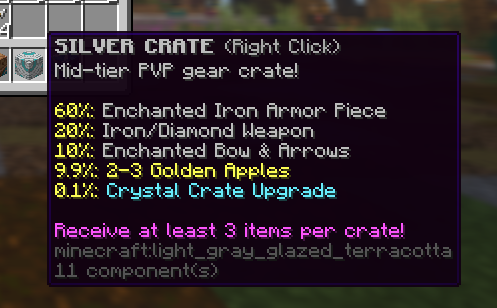 SILVER CRATE (Right Click)
Mid-tier PVP gear crate!
60%: Enchanted Iron Armor Piece
20%: Iron/Diamond Weapon
10%: Enchanted Bow & Arrows
9.9%: 2-3 Golden Apples
0.1%: Crystal Crate Upgrade
Receive at least 3 items per crate!
minecraft:light_gray_glazed_terracotta
11 component(s)